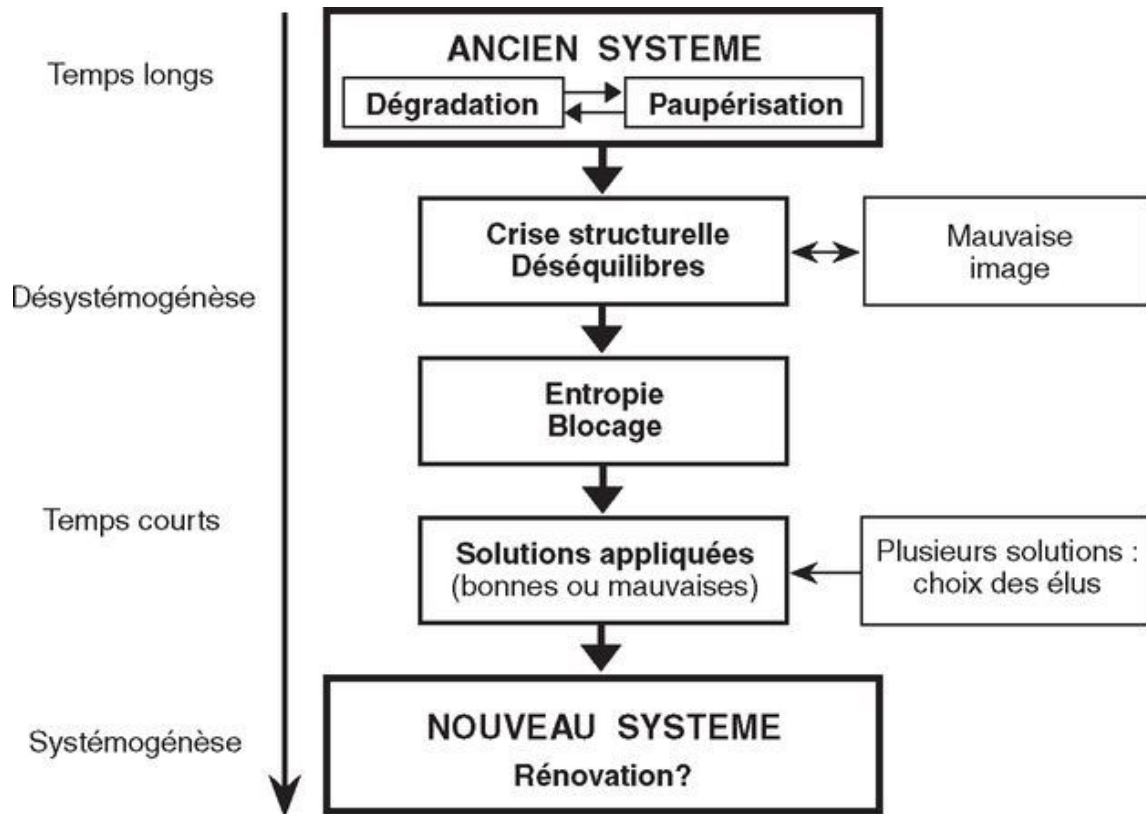 Temps longs
ANCIEN SYSTEME
Dégradation
Paupérisation
Crise structurelle
Déséquilibres
Mauvaise
image
Désystémogénèse
Entropie
Blocage
Temps courts
Solutions appliquées
(bonnes ou mauvaises)
Plusieurs solutions :
choix des élus
Systémogénèse
NOUVEAU SYSTEME
Rénovation?